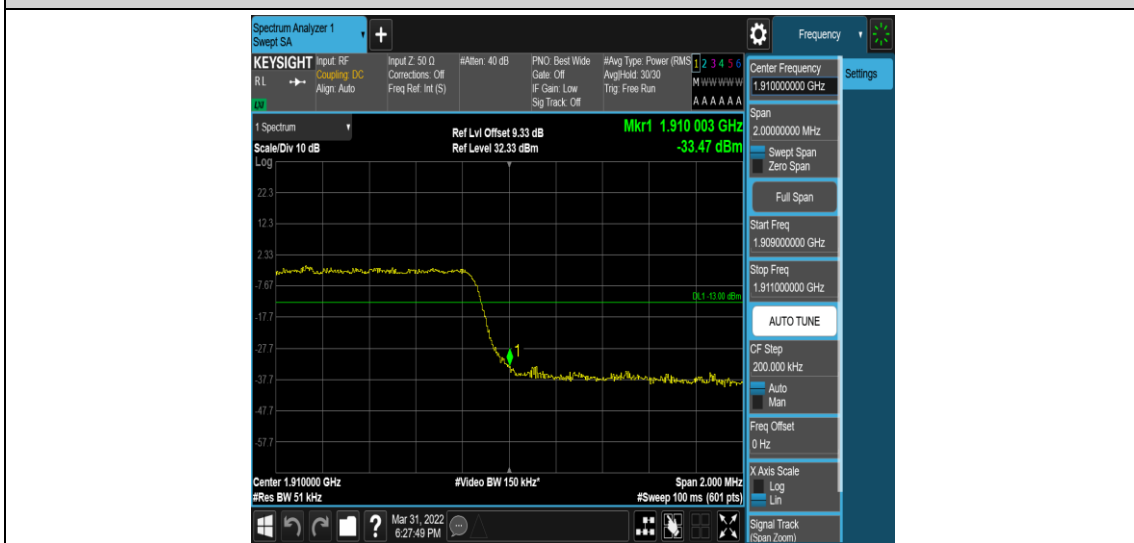 Spectrum Analyzer 1
Swept SA
+
Frequency
KEYSIGHT
RL
LXI
Input: RF
Coupling: DC
Align: Auto
Input Z: 50 Ω
Corrections: Off
Freq Ref: Int (S)
#Atten: 40 dB
PNO: Best Wide
Gate: Off
IF Gain: Low
Sig Track: Off
#Avg Type: Power (RMS
Avg|Hold: 30/30
Trig: Free Run
1 2 3 4 5 6
M W W W W W
A A A A A A
1 Spectrum
Scale/Div 10 dB
Ref Lvl Offset 9.33 dB
Ref Level 32.33 dBm
Mkr1 1.910 003 GHz
-33.47 dBm
Log
22.3
12.3
2.33
-7.67
DL1 -13.00 dBm
-17.7
-27.7
1
-37.7
-47.7
-57.7
Center 1.910000 GHz
#Video BW 150 kHz*
Span 2.000 MHz
#Res BW 51 kHz
#Sweep 100 ms (601 pts)
?
Mar 31, 2022
6:27:49 PM
Center Frequency
1.910000000 GHz
Settings
Span
2.00000000 MHz
Swept Span
Zero Span
Full Span
Start Freq
1.909000000 GHz
Stop Freq
1.911000000 GHz
AUTO TUNE
CF Step
200.000 kHz
Auto
Man
Freq Offset
0 Hz
X Axis Scale
Log
Lin
Signal Track
(Span Zoom)